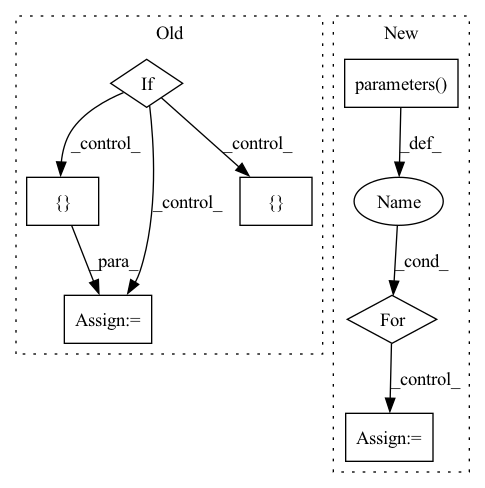 Old
New
If
parameters()
_control_
_control_
_control_
_def_
{}
{}
Name
_para_
_cond_
Assign:=
For
_control_
Assign:=